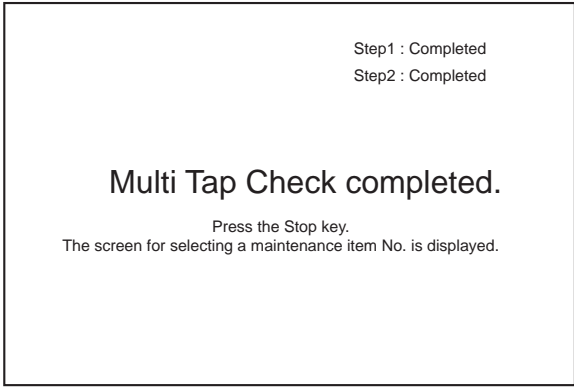 Step1 : Completed
Step2 : Completed
Multi Tap Check completed.
Press the Stop key.
The screen for selecting a maintenance item No. is displayed.